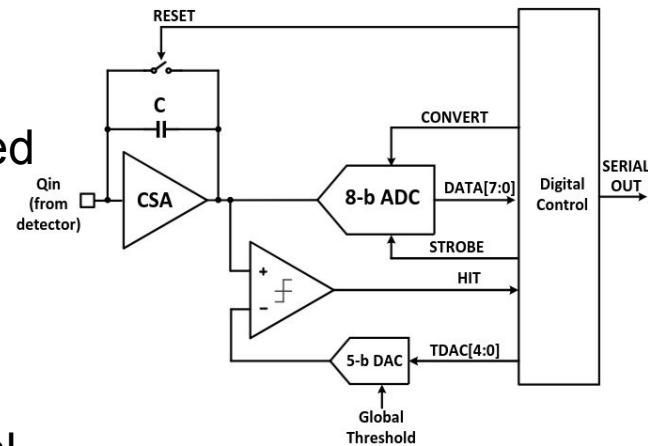 RESET
C
CONVERT
ed
Qin
(from
detector)
CSA
8-b ADC
DATA[7:0]
Digital
Control
SERIAL
OUT
STROBE
HIT
+
−
5-b DAC
TDAC[4:0]
Global
Threshold